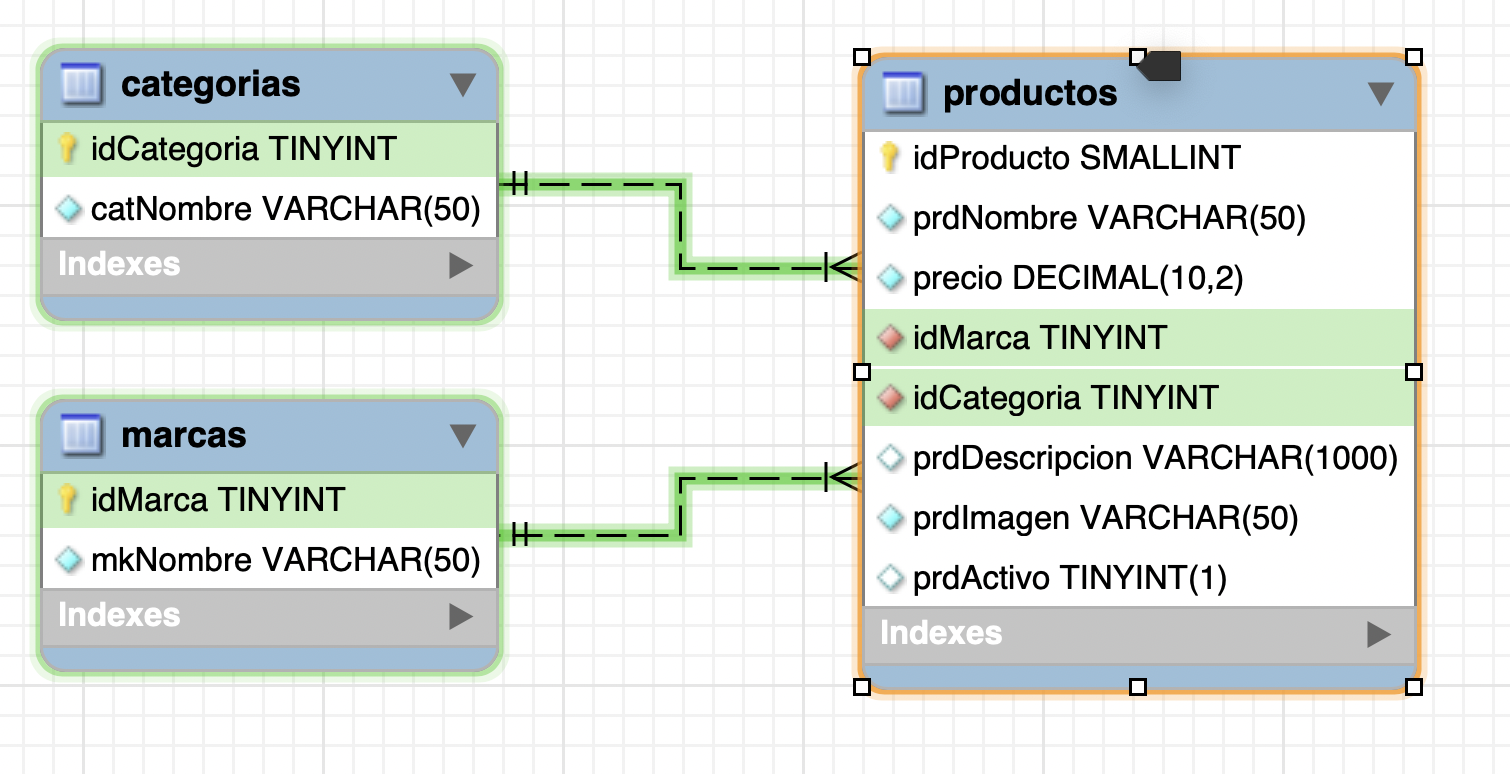 categorias
idCategoria TINYINT
catNombre VARCHAR(50)
Indexes
marcas
idMarca TINYINT
mkNombre VARCHAR(50)
Indexes
productos
idProducto SMALLINT
prdNombre VARCHAR(50)
precio DECIMAL(10,2)
idMarca TINYINT
idCategoria TINYINT
prdDescripcion VARCHAR(1000)
prdImagen VARCHAR(50)
prdActivo TINYINT(1)
Indexes